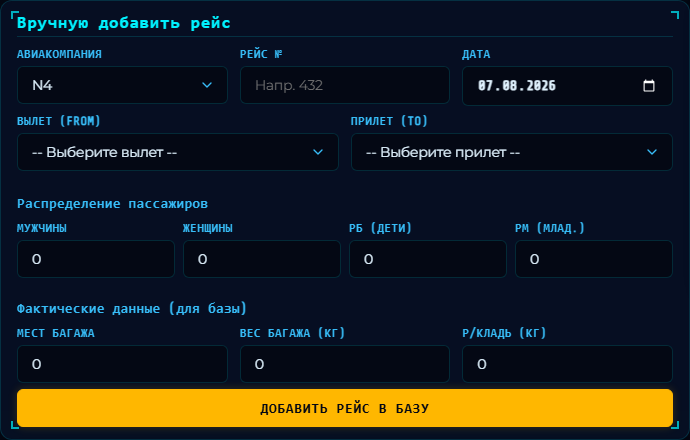 Вручную добавить рейс
АВИАКОМПАНИЯ РЕЙС № ДАТА
N4 Напр. 432 07.08.2026
ВЫЛЕТ (FROM) ПРИЛЕТ (TO)
-- Выберите вылет -- -- Выберите прилет --
Распределение пассажиров
МУЖЧИНЫ ЖЕНЩИНЫ РБ (ДЕТИ) РМ (МЛАД.)
0 0 0 0
Фактические данные (для базы)
МЕСТ БАГАЖА ВЕС БАГАЖА (КГ) Р/КЛАДЬ (КГ)
0 0 0
ДОБАВИТЬ РЕЙС В БАЗУ